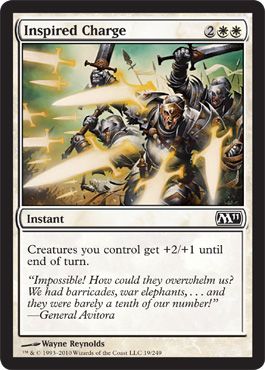 Inspired Charge 2
Instant M11
Creatures you control get +2/+1 until
end of turn.
“Impossible! How could they overwhelm us?
We had barricades, war elephants, . . . and
they were barely a tenth of our number!”
—General Avitora
Wayne Reynolds
™ & © 1993–2010 Wizards of the Coast LLC 19/249